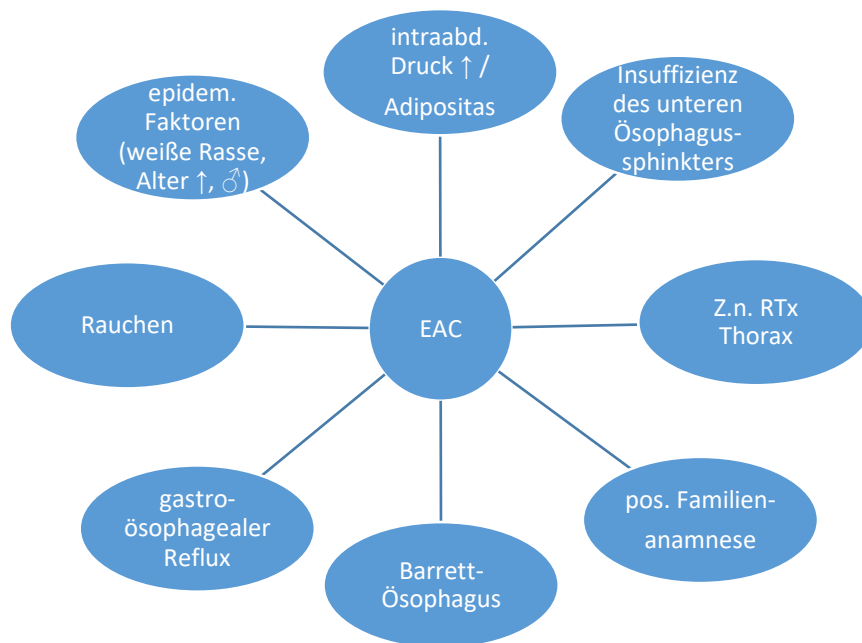 intraabd.
Druck ↑ /
Adipositas
Insuffizienz
des unteren
Ösophagus-
sphinkters
epidem.
Faktoren
(weiße Rasse,
Alter ↑, ♂)
Rauchen
EAC
Z.n. RTx
Thorax
gastro-
ösophagealer
Reflux
pos. Familien-
anamnese
Barrett-
Ösophagus